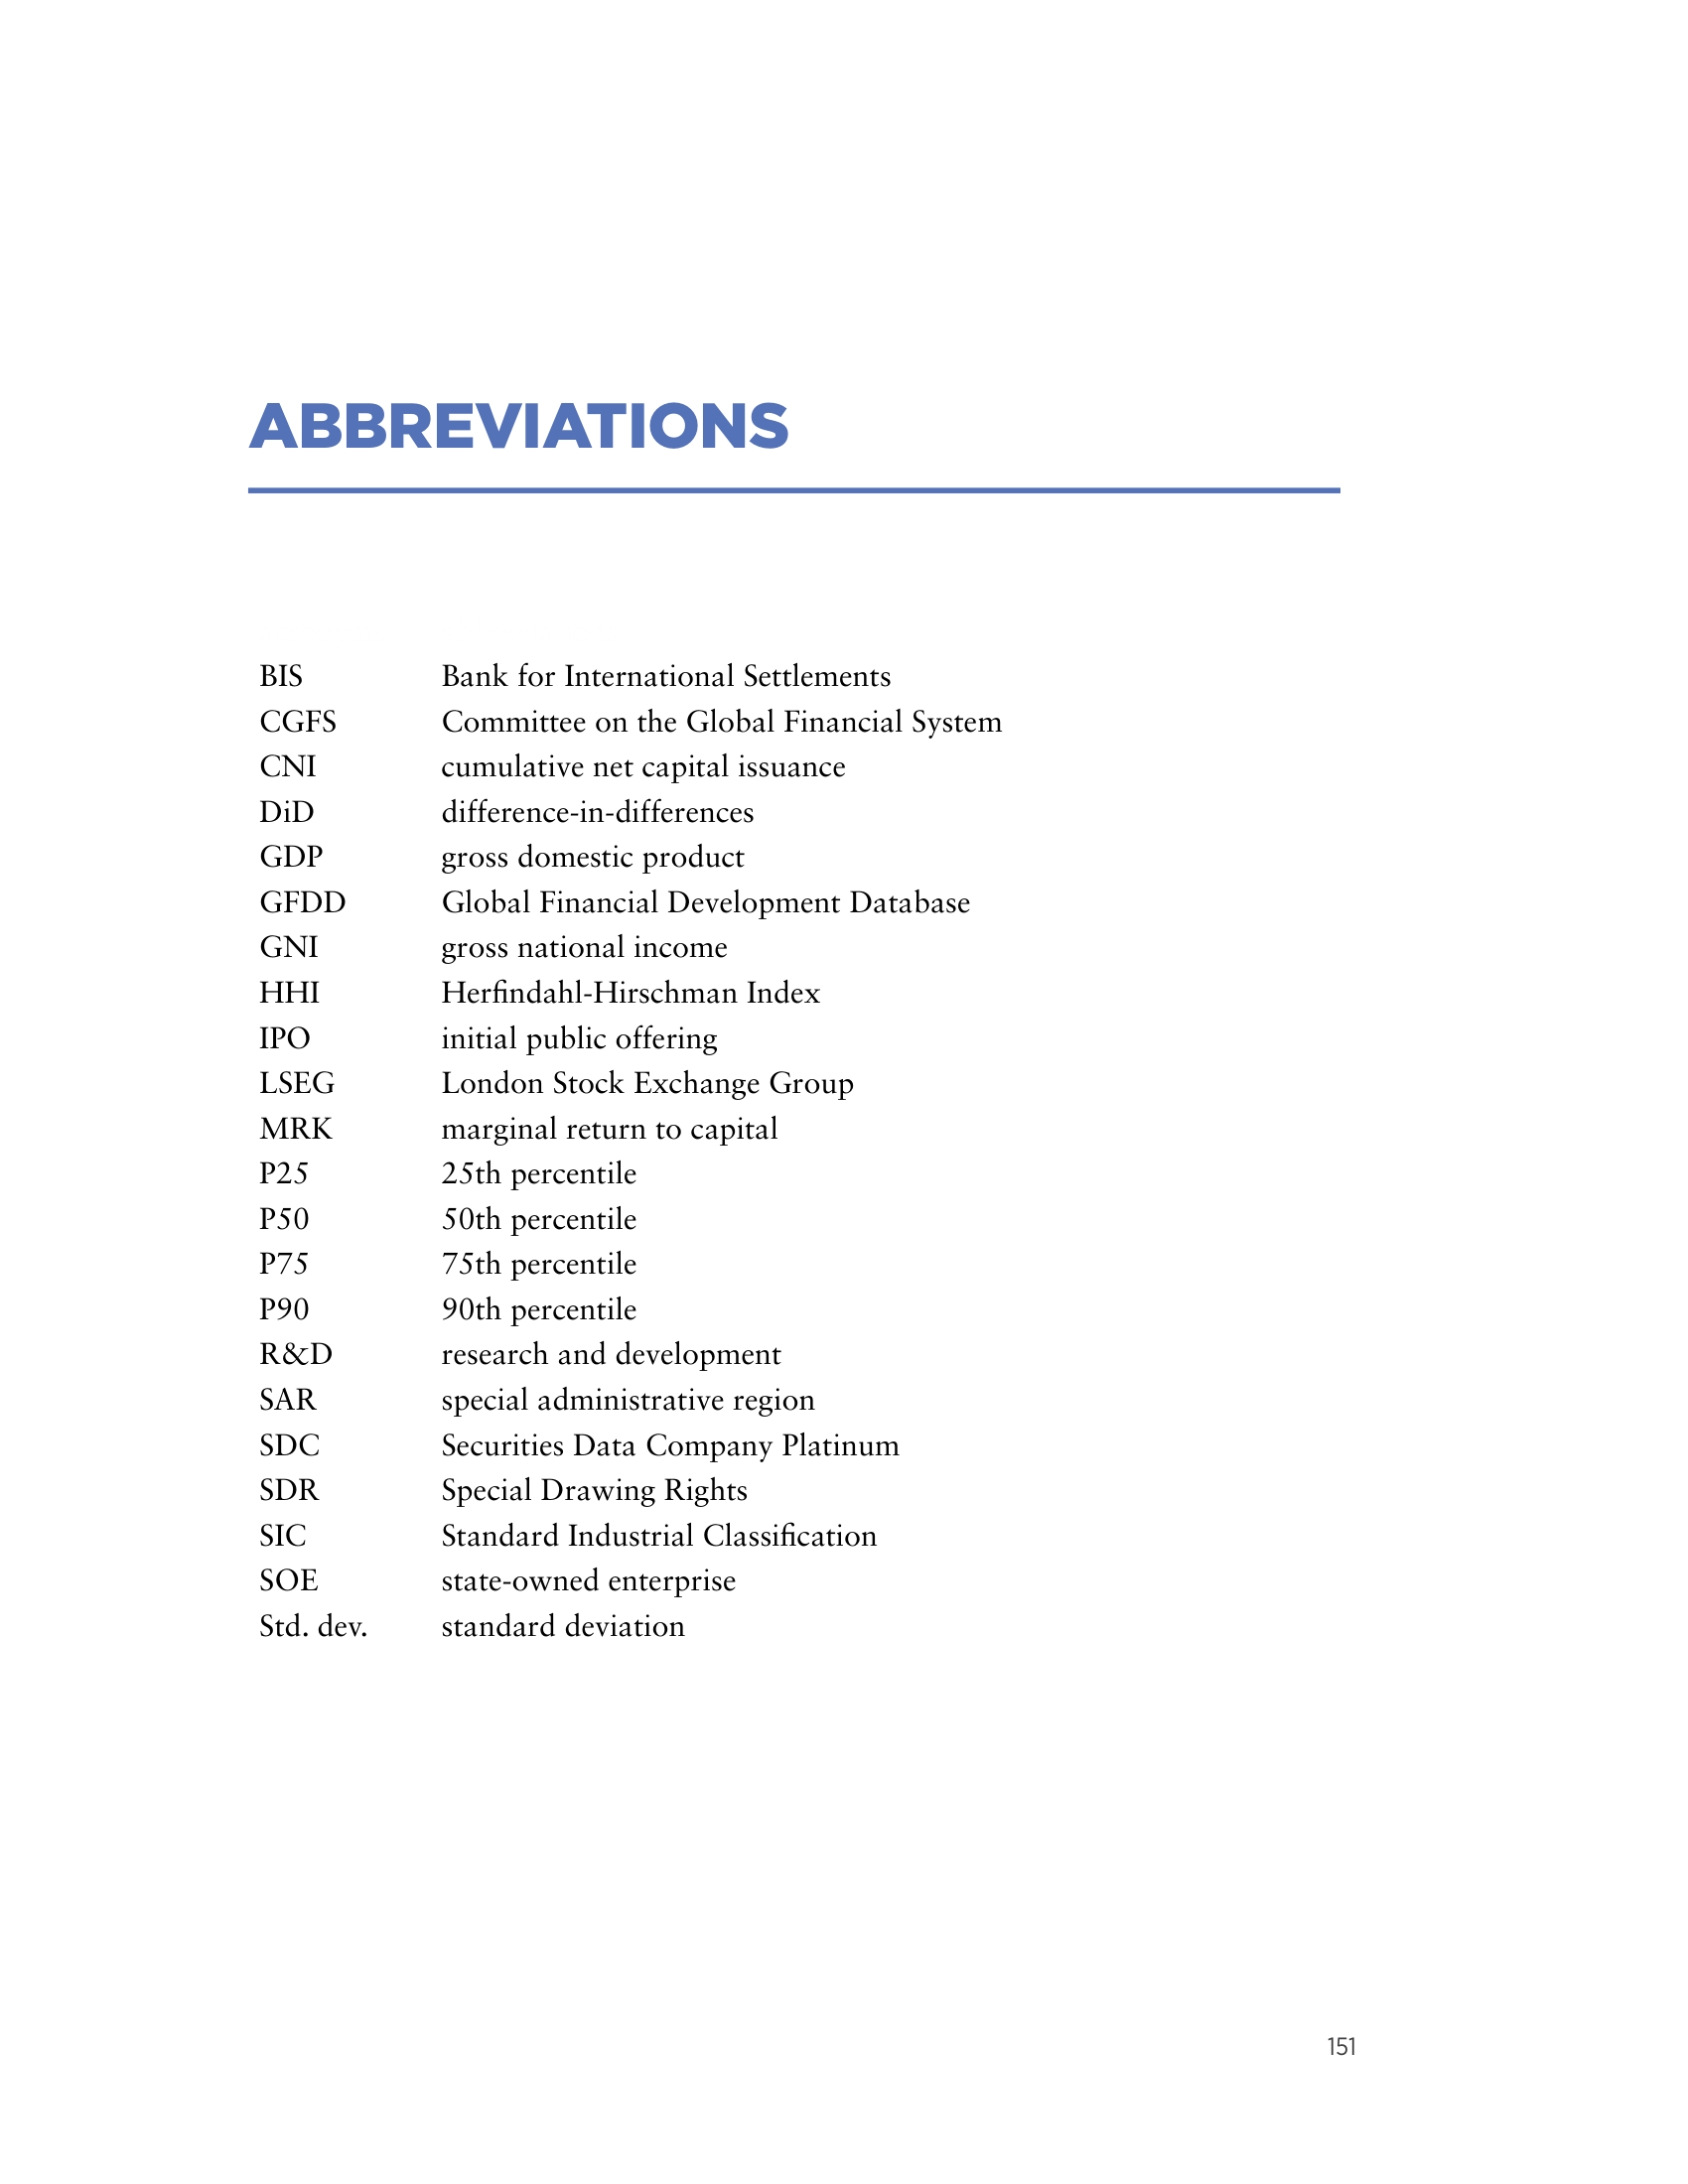 ABBREVIATIONS
BIS Bank for International Settlements
CGFS Committee on the Global Financial System
CNI cumulative net capital issuance
DiD difference-in-differences
GDP gross domestic product
GFDD Global Financial Development Database
GNI gross national income
HHI Herfindahl-Hirschman Index
IPO initial public offering
LSEG London Stock Exchange Group
MRK marginal return to capital
P25 25th percentile
P50 50th percentile
P75 75th percentile
P90 90th percentile
R&D research and development
SAR special administrative region
SDC Securities Data Company Platinum
SDR Special Drawing Rights
SIC Standard Industrial Classification
SOE state-owned enterprise
Std. dev. standard deviation
151